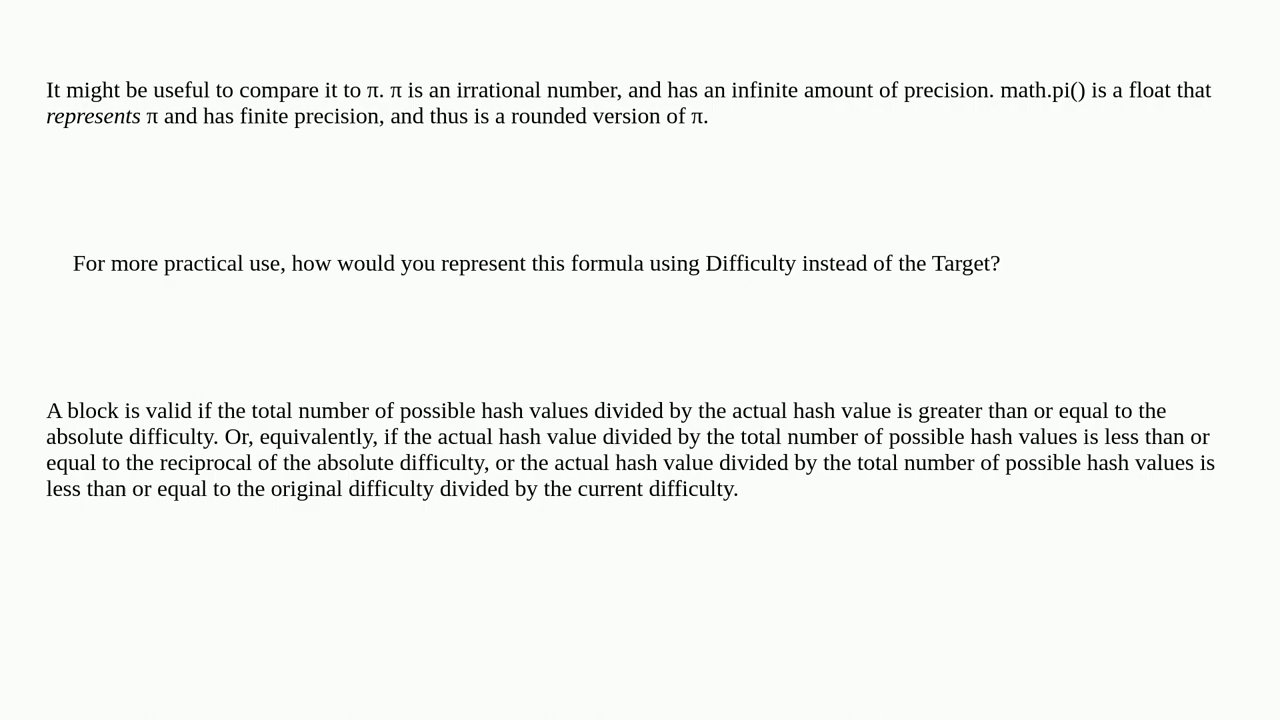 It might be useful to compare it to π. π is an irrational number, and has an infinite amount of precision. math.pi() is a float that
represents π and has finite precision, and thus is a rounded version of π.
For more practical use, how would you represent this formula using Difficulty instead of the Target?
A block is valid if the total number of possible hash values divided by the actual hash value is greater than or equal to the
absolute difficulty. Or, equivalently, if the actual hash value divided by the total number of possible hash values is less than or
equal to the reciprocal of the absolute difficulty, or the actual hash value divided by the total number of possible hash values is
less than or equal to the original difficulty divided by the current difficulty.